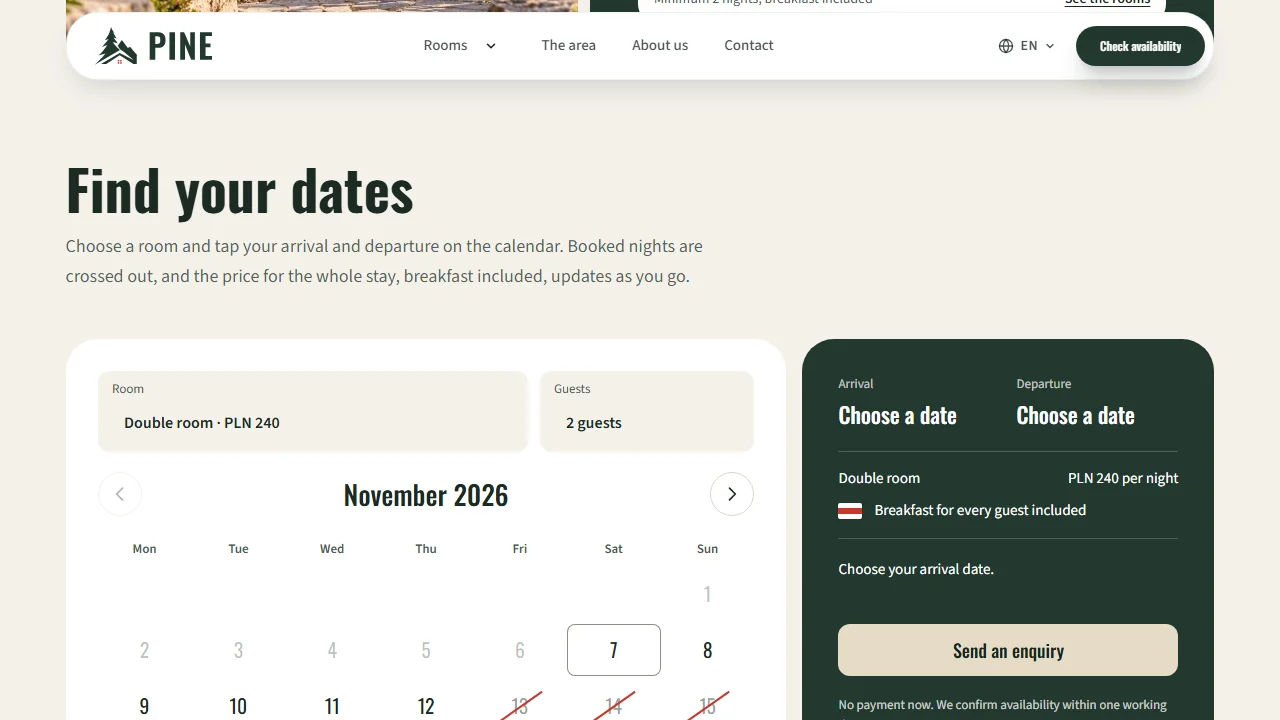 Minimum 2 nights, breakfast included
See the rooms
PINE
Rooms
The area
About us
Contact
EN
Check availability
Find your dates
Choose a room and tap your arrival and departure on the calendar. Booked nights are
crossed out, and the price for the whole stay, breakfast included, updates as you go.
Room
Double room · PLN 240
Guests
2 guests
November 2026
Mon Tue Wed Thu Fri Sat Sun
1
2 3 4 5 6 7 8
9 10 11 12 13 14 15
Arrival
Choose a date
Departure
Choose a date
Double room
PLN 240 per night
Breakfast for every guest included
Choose your arrival date.
Send an enquiry
No payment now. We confirm availability within one working